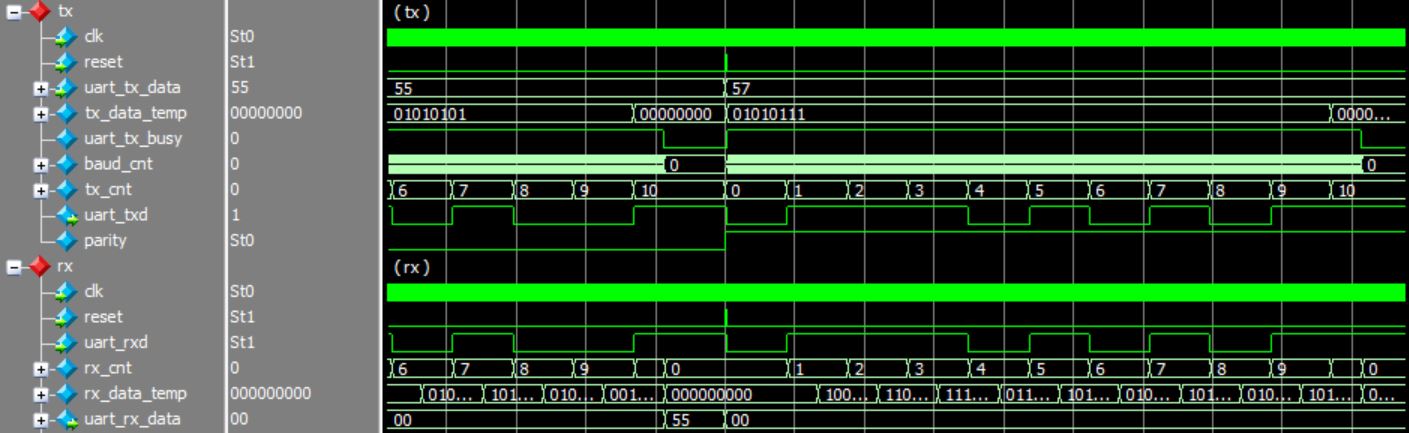 tx (tx)
clk St0
reset St1
uart_tx_data 55 55 57
tx_data_temp 00000000 01010101 00000000 01010111 0000...
uart_tx_busy 0
baud_cnt 0 0 0
tx_cnt 0 6 7 8 9 10 0 1 2 3 4 5 6 7 8 9 10
uart_txd 1
parity St0
rx (rx)
clk St0
reset St1
uart_rxd St1
rx_cnt 0 6 7 8 9 0 1 2 3 4 5 6 7 8 9 0
rx_data_temp 000000000 010... 101... 010... 001... 000000000 100... 110... 111... 011... 101... 010... 101... 010... 101... 0...
uart_rx_data 00 00 55 00